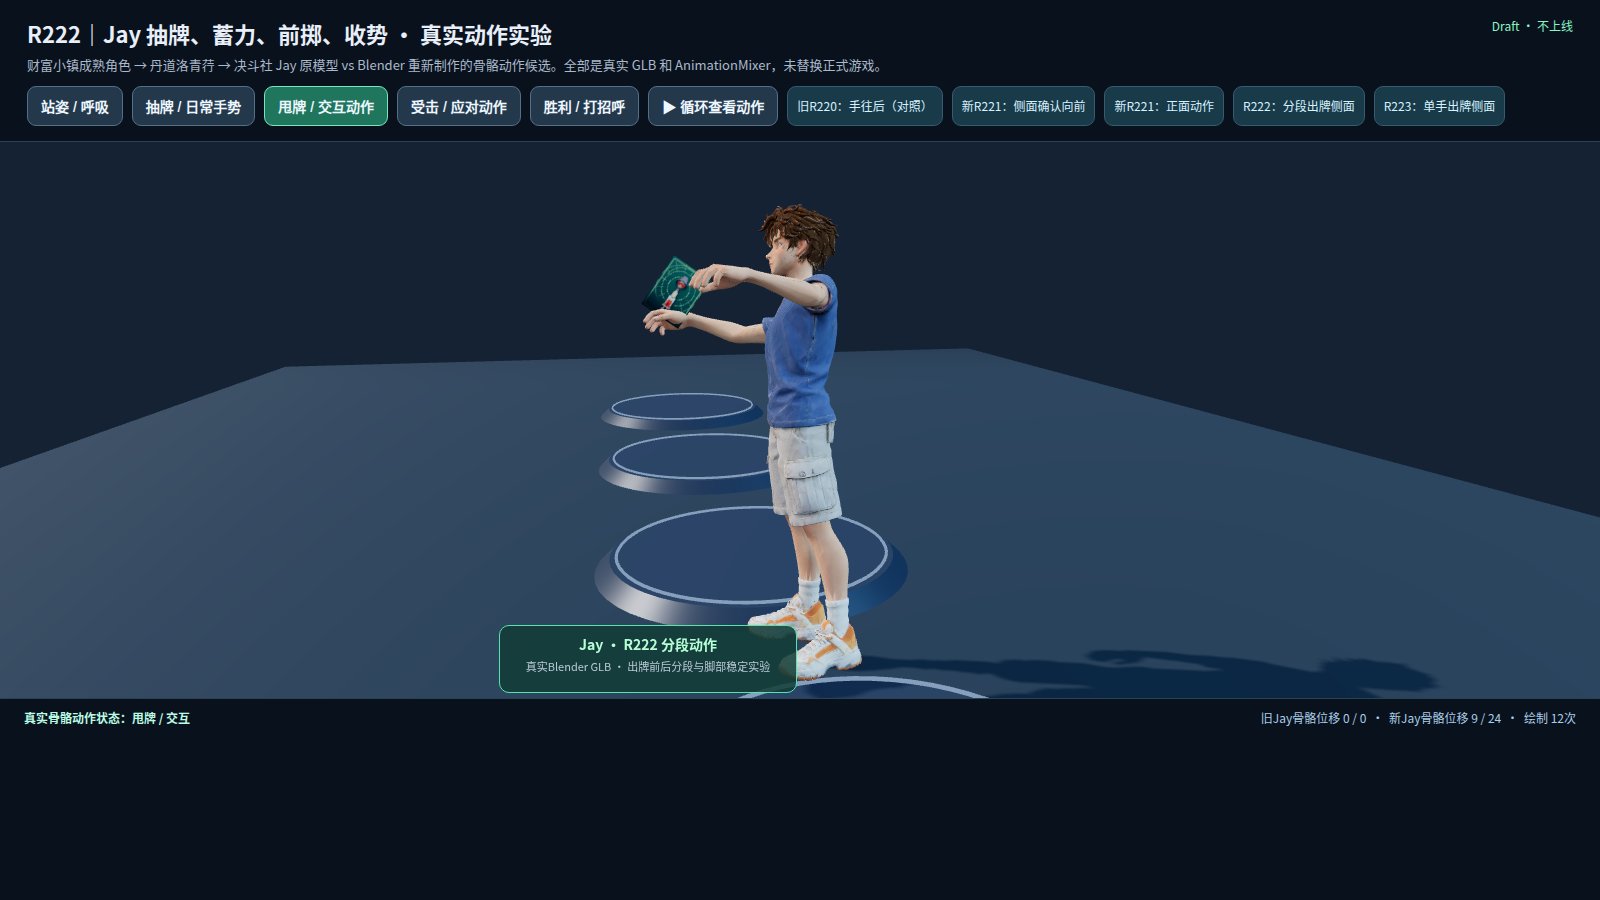 R222｜Jay 抽牌、蓄力、前掷、收势 · 真实动作实验
Draft · 不上线
财富小镇成熟角色 → 丹道洛青荇 → 决斗社 Jay 原模型 vs Blender 重新制作的骨骼动作候选。全部是真实 GLB 和 AnimationMixer，未替换正式游戏。
站姿 / 呼吸
抽牌 / 日常手势
甩牌 / 交互动作
受击 / 应对动作
胜利 / 打招呼
▶ 循环查看动作
旧R220：手往后（对照）
新R221：侧面确认向前
新R221：正面动作
R222：分段出牌侧面
R223：单手出牌侧面
Jay · R222 分段动作
真实Blender GLB · 出牌前后分段与脚部稳定实验
真实骨骼动作状态：甩牌 / 交互
旧Jay骨骼位移 0 / 0 · 新Jay骨骼位移 9 / 24 · 绘制 12次